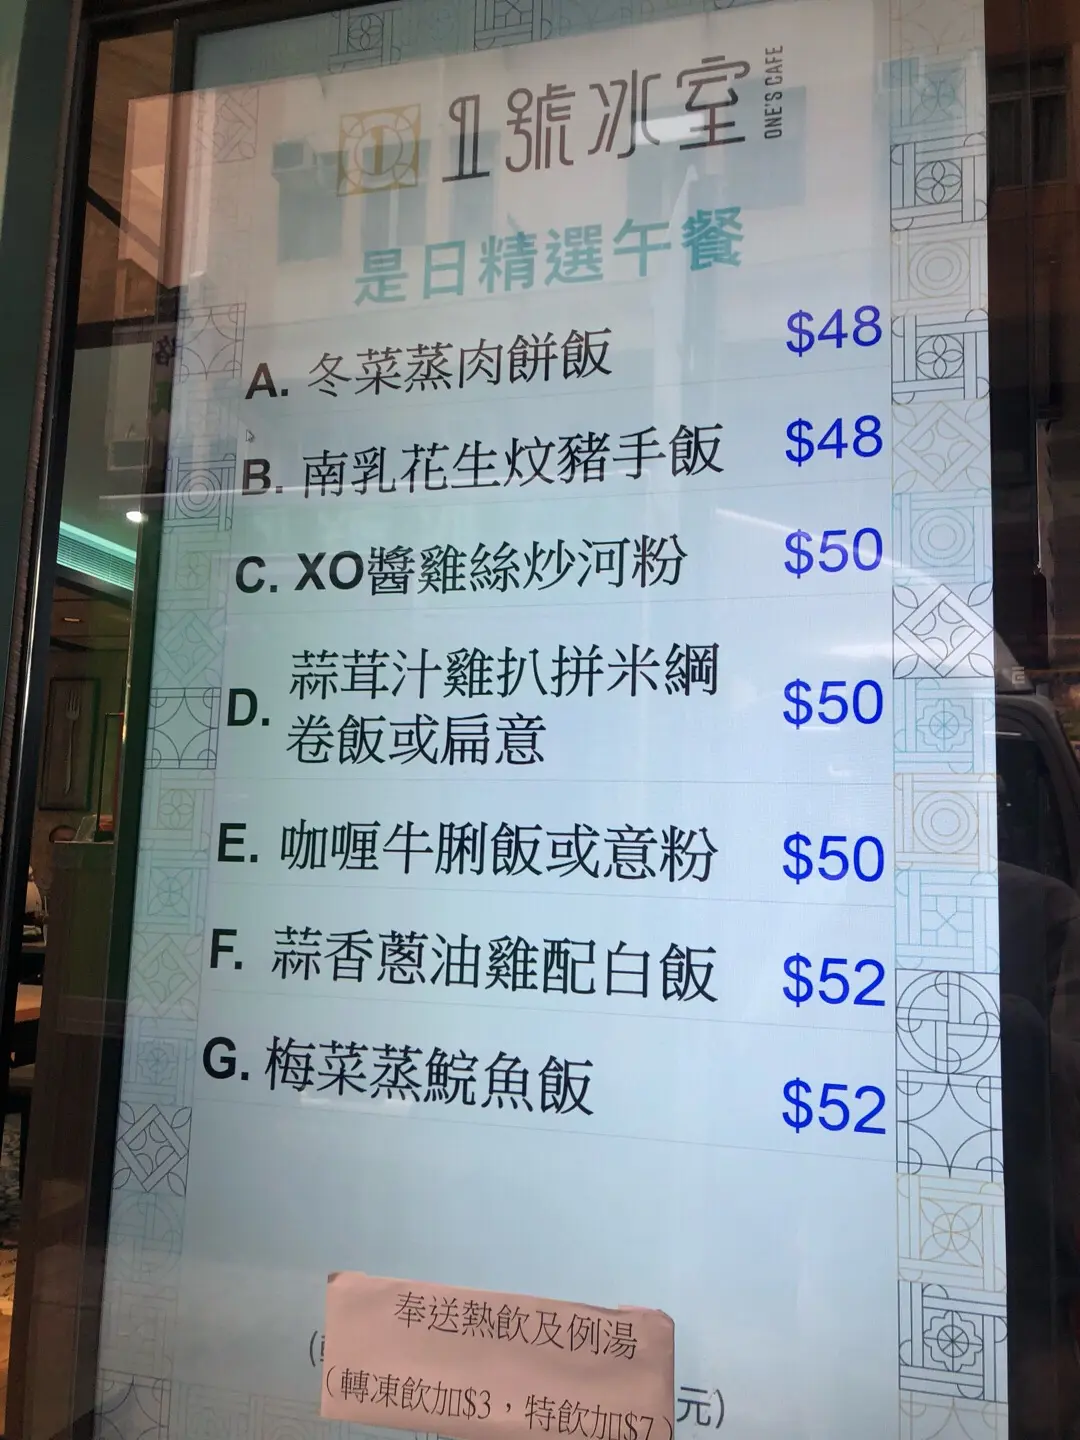 1號冰室
ONE'S CAFE
是日精選午餐
A. 冬菜蒸肉餅飯 $48
B. 南乳花生炆豬手飯 $48
C. XO醬雞絲炒河粉 $50
D. 蒜茸汁雞扒拼米綱
卷飯或扁意 $50
E. 咖喱牛脷飯或意粉 $50
F. 蒜香蔥油雞配白飯 $52
G. 梅菜蒸鯇魚飯 $52
奉送熱飲及例湯
(轉凍飲加$3，特飲加$7)
元)